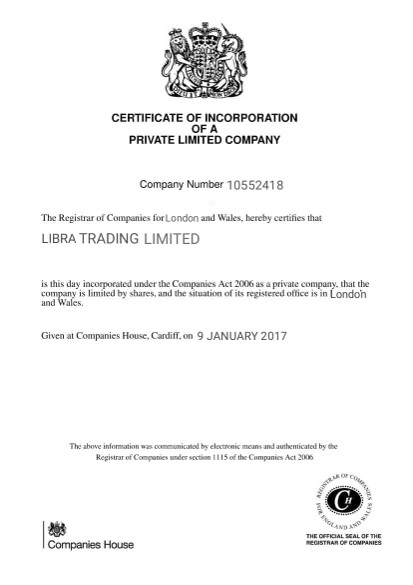 CERTIFICATE OF INCORPORATION
OF A
PRIVATE LIMITED COMPANY
Company Number 10552418
The Registrar of Companies for London and Wales, hereby certifies that
LIBRA TRADING LIMITED
is this day incorporated under the Companies Act 2006 as a private company, that the
company is limited by shares, and the situation of its registered office is in London
and Wales.
Given at Companies House, Cardiff, on 9 JANUARY 2017
The above information was communicated by electronic means and authenticated by the
Registrar of Companies under section 1115 of the Companies Act 2006
REGISTRAR OF COMPANIES
FOR ENGLAND AND WALES
CH
Companies House
THE OFFICIAL SEAL OF THE
REGISTRAR OF COMPANIES